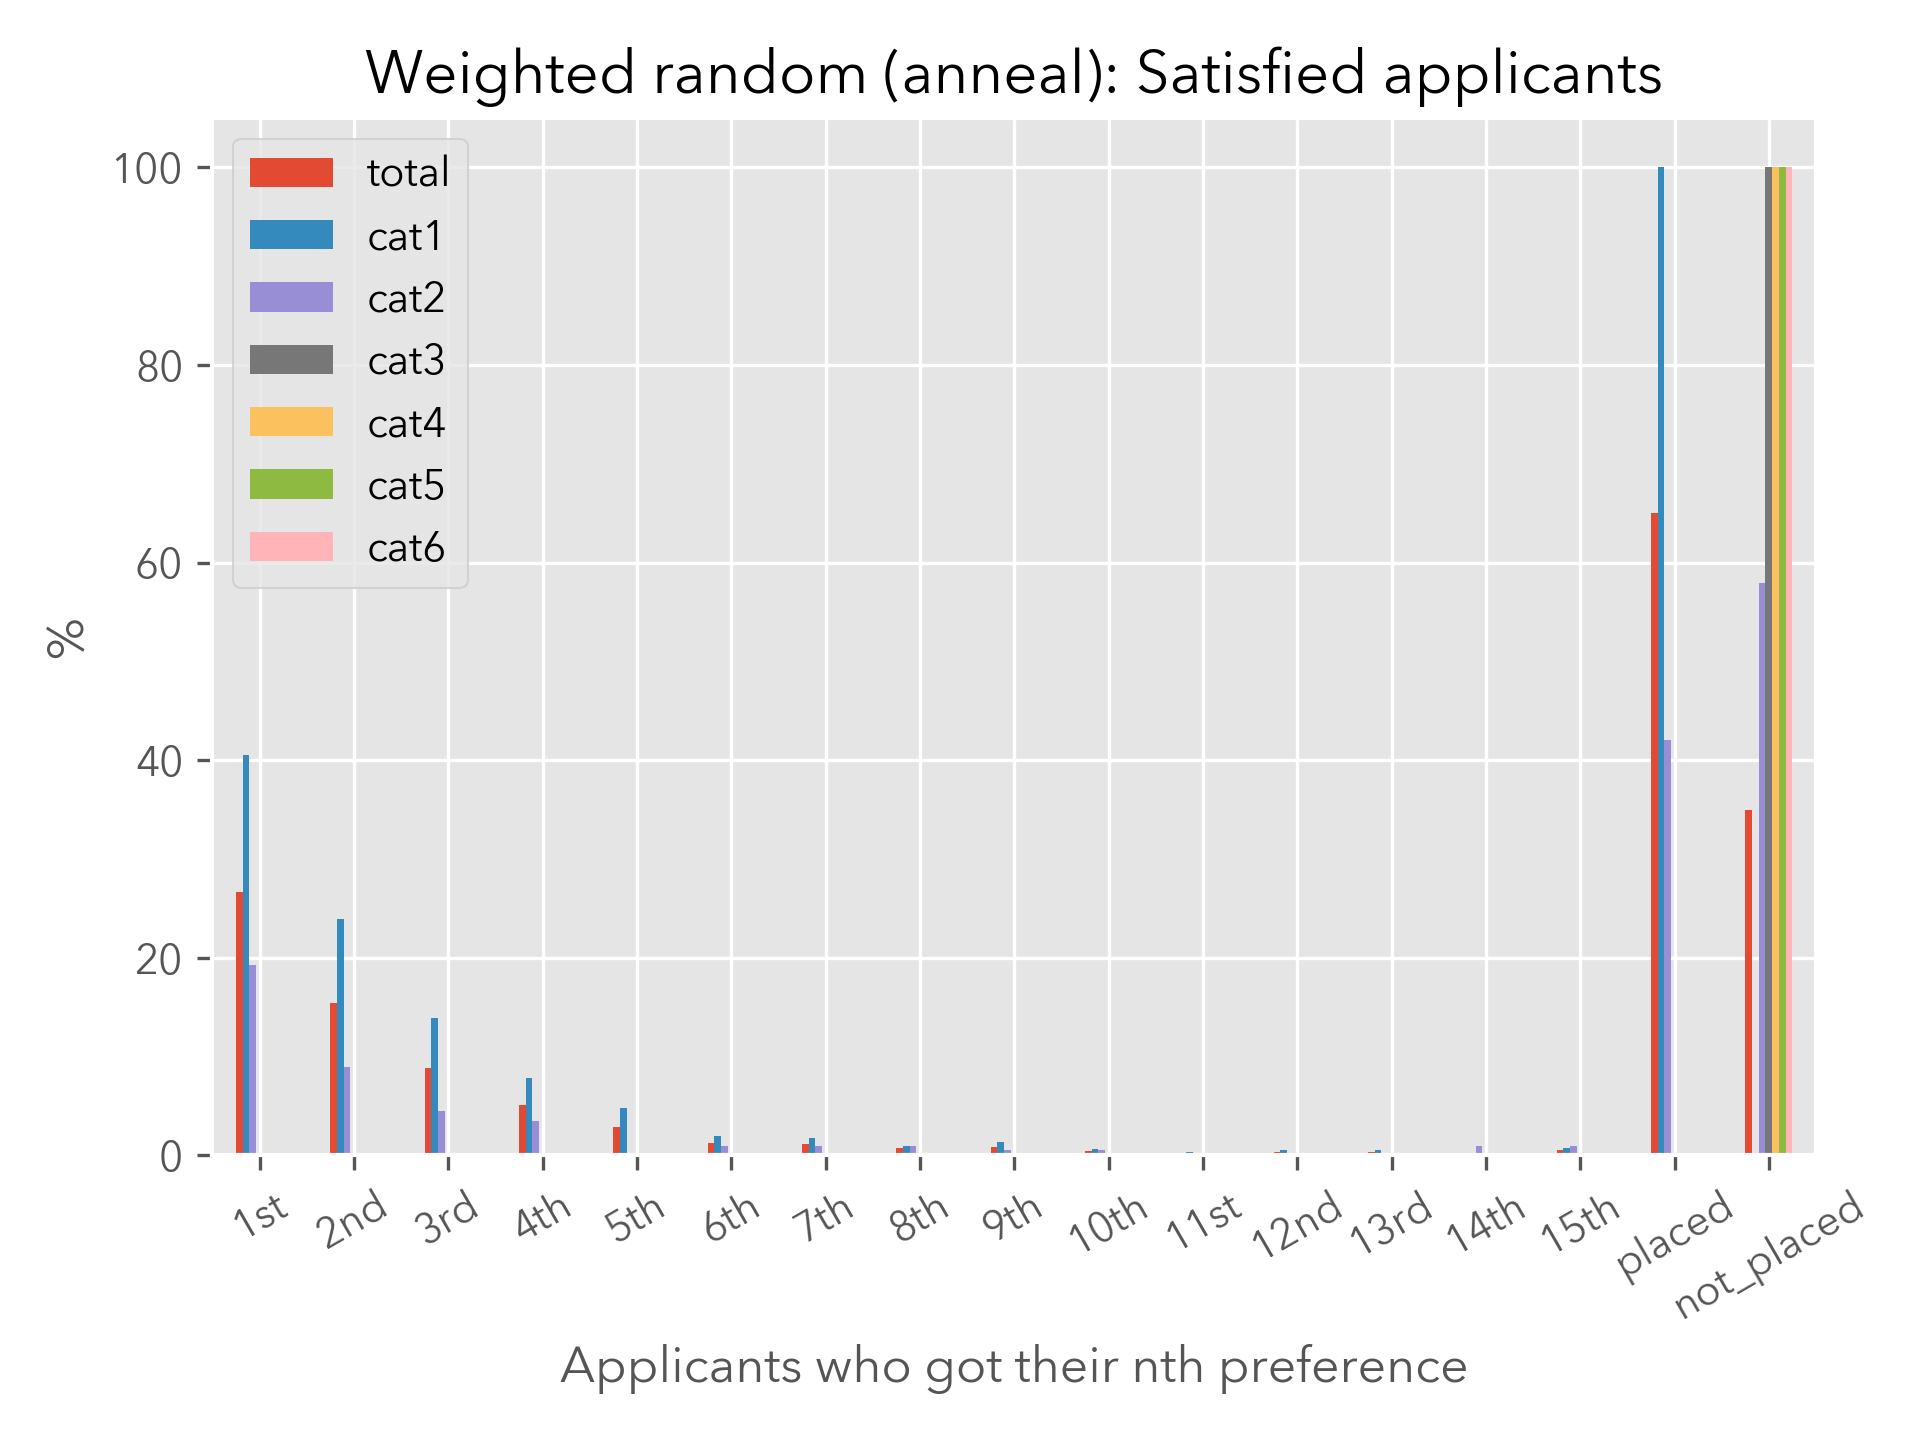 Weighted random (anneal): Satisfied applicants
total
cat1
cat2
cat3
cat4
cat5
cat6
100
80
60
40
20
0
%
1st 2nd 3rd 4th 5th 6th 7th 8th 9th 10th 11st 12nd 13rd 14th 15th placed not_placed
Applicants who got their nth preference